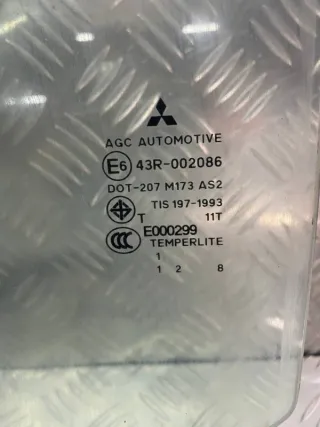 AGC AUTOMOTIVE
E6 43R-002086
DOT-207 M173 AS2
TIS 197-1993
T 11T
CCC E000299
TEMPERLITE
1
1 2 8